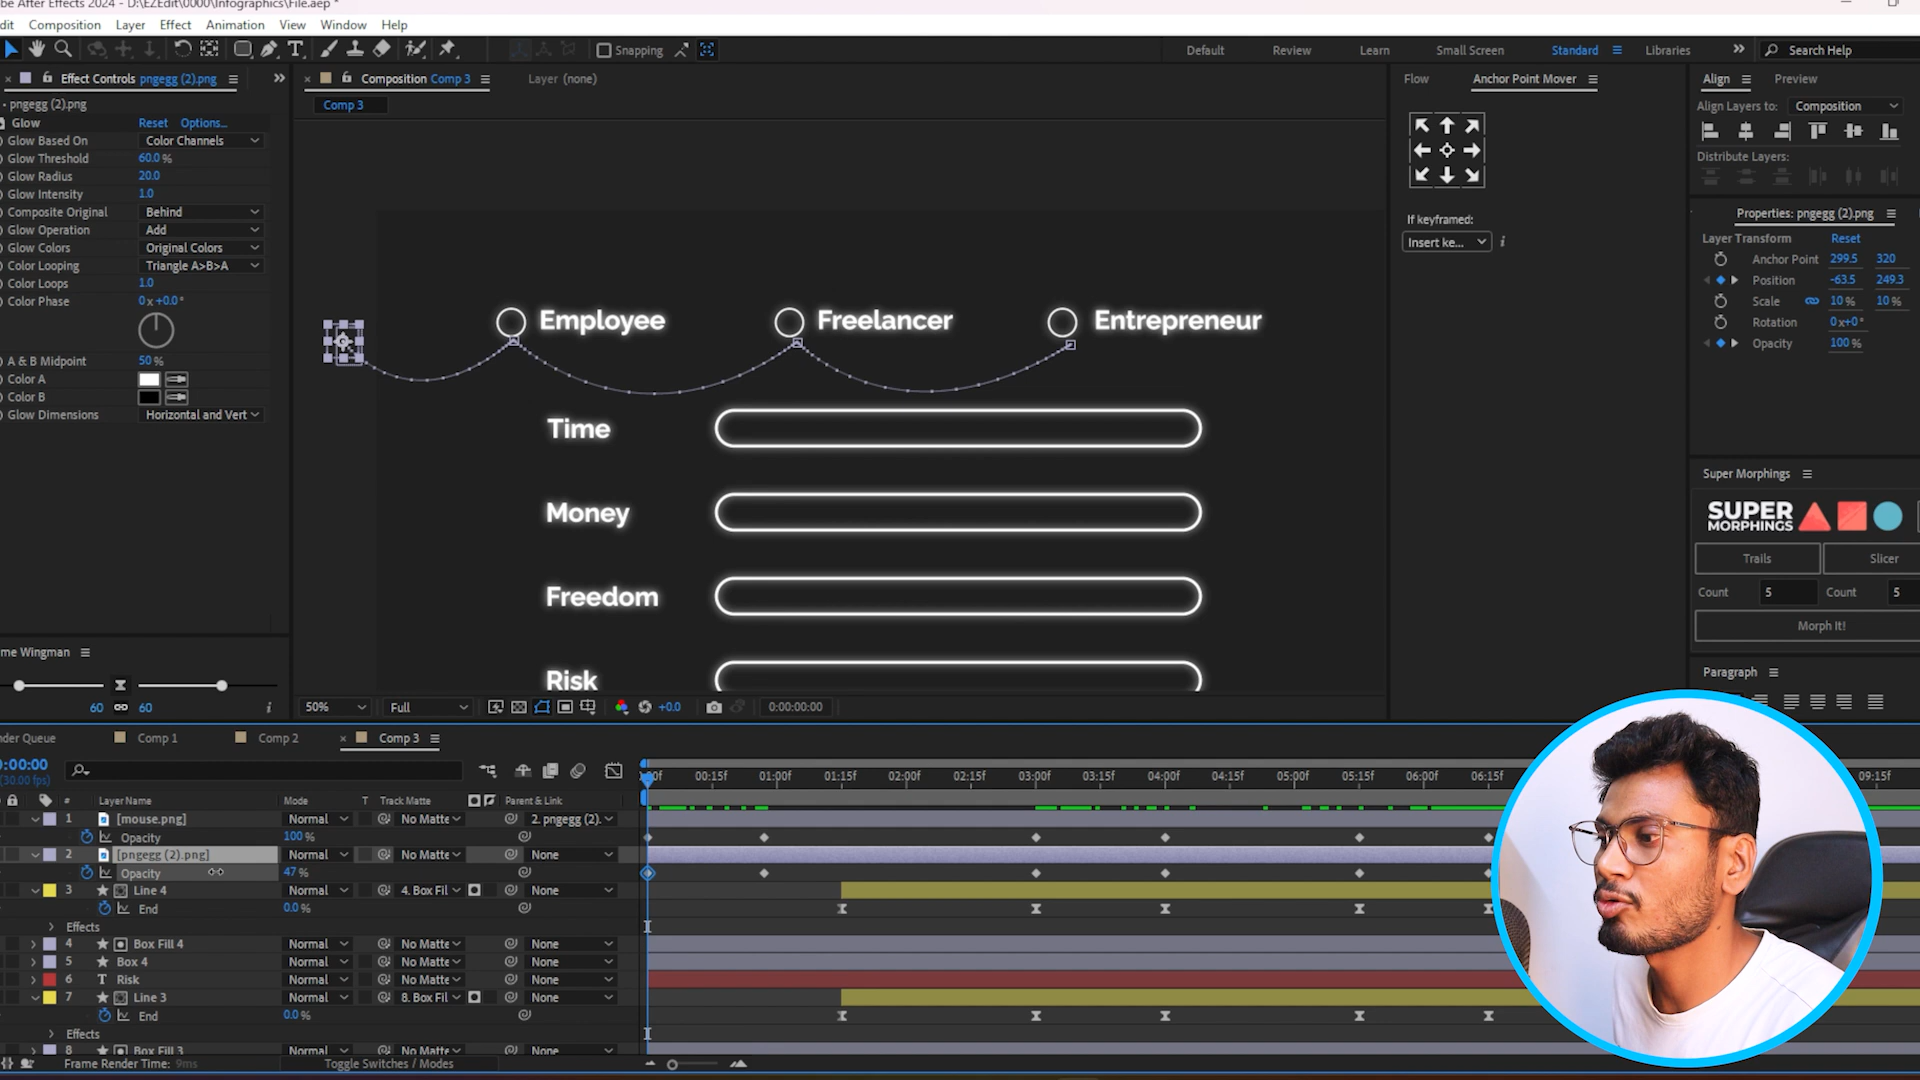 be After Effects 2024 - D:\EZEdit\0000\Infographics\File.aep *
dit Composition Layer Effect Animation View Window Help
Snapping Default Review Learn Small Screen Standard Libraries Search Help
Effect Controls pngegg (2).png
pngegg (2).png
Glow Reset Options...
Glow Based On Color Channels
Glow Threshold 60.0 %
Glow Radius 20.0
Glow Intensity 1.0
Composite Original Behind
Glow Operation Add
Glow Colors Original Colors
Color Looping Triangle A>B>A
Color Loops 1.0
Color Phase 0 x +0.0 °
A & B Midpoint 50 %
Color A
Color B
Glow Dimensions Horizontal and Vert
me Wingman
60 60
Composition Comp 3 Layer (none)
Comp 3
Employee Freelancer Entrepreneur
Time
Money
Freedom
Risk
50% Full +0.0 0:00:00:00
Flow Anchor Point Mover
If keyframed:
Insert ke...
Align Preview
Align Layers to: Composition
Distribute Layers:
Properties: pngegg (2).png
Layer Transform Reset
Anchor Point 299.5 320
Position -63.5 249.3
Scale 10 % 10 %
Rotation 0 x+0 °
Opacity 100 %
Super Morphings
SUPER
MORPHINGS
Trails Slicer
Count 5 Count 5
Morph It!
Paragraph
der Queue Comp 1 Comp 2 Comp 3
0:00:00
(30.00 fps)
00f 00:15f 01:00f 01:15f 02:00f 02:15f 03:00f 03:15f 04:00f 04:15f 05:00f 05:15f 06:00f 06:15f 09:15f
# Layer Name Mode T Track Matte Parent & Link
1 [mouse.png] Normal No Matte 2. pngegg (2).
Opacity 100 %
2 [pngegg (2).png] Normal No Matte None
Opacity 47 %
3 Line 4 Normal 4. Box Fil None
End 0.0 %
Effects
4 Box Fill 4 Normal No Matte None
5 Box 4 Normal No Matte None
6 T Risk Normal No Matte None
7 Line 3 Normal 8. Box Fil None
End 0.0 %
Effects
8 Box Fill 3 Normal No Matte None
Frame Render Time: 9ms Toggle Switches / Modes